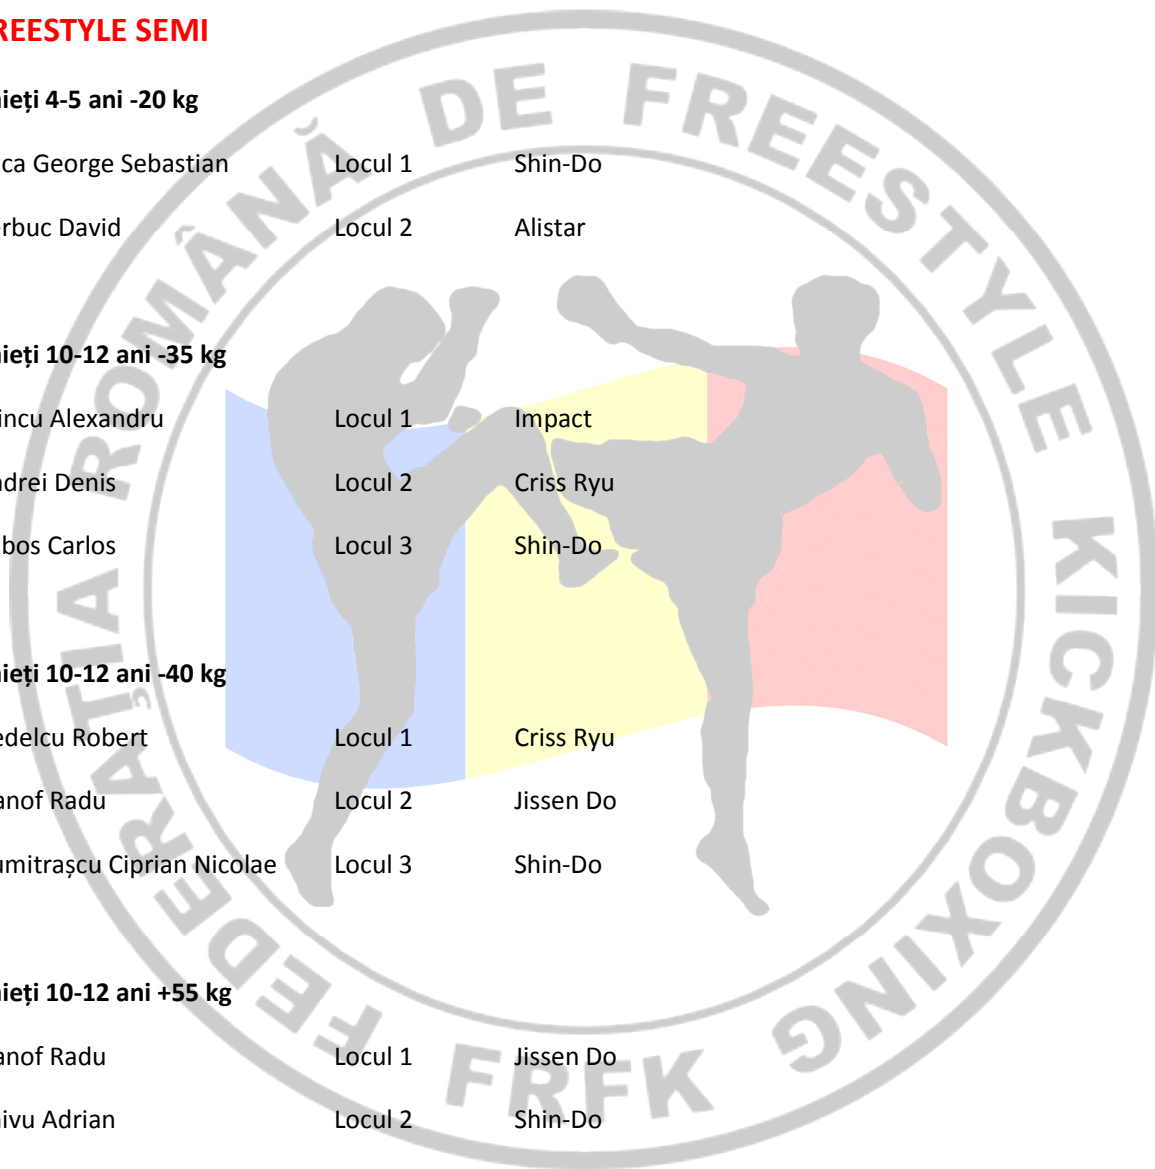 REESTYLE SEMI
ieți 4-5 ani -20 kg
ca George Sebastian Locul 1 Shin-Do
erbuc David Locul 2 Alistar
ieți 10-12 ani -35 kg
incu Alexandru Locul 1 Impact
ndrei Denis Locul 2 Criss Ryu
bos Carlos Locul 3 Shin-Do
ieți 10-12 ani -40 kg
edelcu Robert Locul 1 Criss Ryu
anof Radu Locul 2 Jissen Do
umitrașcu Ciprian Nicolae Locul 3 Shin-Do
ieți 10-12 ani +55 kg
anof Radu Locul 1 Jissen Do
ivu Adrian Locul 2 Shin-Do
FEDERAȚIA ROMÂNĂ DE FREESTYLE KICKBOXING
FRFK